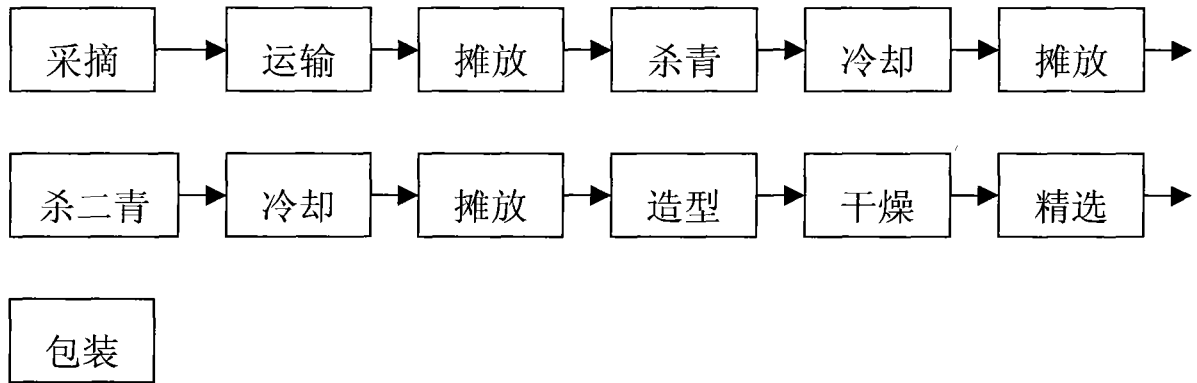 采摘 运输 摊放 杀青 冷却 摊放
杀二青 冷却 摊放 造型 干燥 精选
包装